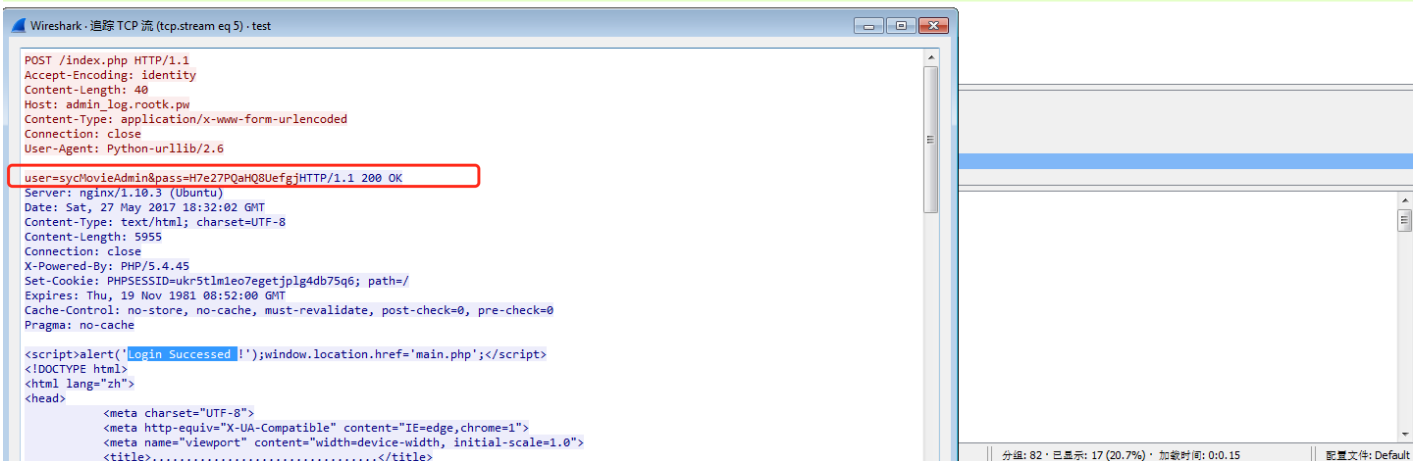 Wireshark · 追踪 TCP 流 (tcp.stream eq 5) · test
POST /index.php HTTP/1.1
Accept-Encoding: identity
Content-Length: 40
Host: admin_log.rootk.pw
Content-Type: application/x-www-form-urlencoded
Connection: close
User-Agent: Python-urllib/2.6
user=sycMovieAdmin&pass=H7e27PQaHQ8UefgjHTTP/1.1 200 OK
Server: nginx/1.10.3 (Ubuntu)
Date: Sat, 27 May 2017 18:32:02 GMT
Content-Type: text/html; charset=UTF-8
Content-Length: 5955
Connection: close
X-Powered-By: PHP/5.4.45
Set-Cookie: PHPSESSID=ukr5tlm1eo7egetjplg4db75q6; path=/
Expires: Thu, 19 Nov 1981 08:52:00 GMT
Cache-Control: no-store, no-cache, must-revalidate, post-check=0, pre-check=0
Pragma: no-cache
<script>alert('Login Successed !');window.location.href='main.php';</script>
<!DOCTYPE html>
<html lang="zh">
<head>
<meta charset="UTF-8">
<meta http-equiv="X-UA-Compatible" content="IE=edge,chrome=1">
<meta name="viewport" content="width=device-width, initial-scale=1.0">
<title>.................................</title>
分组: 82 · 已显示: 17 (20.7%) · 加载时间: 0:0.15
配置文件: Default